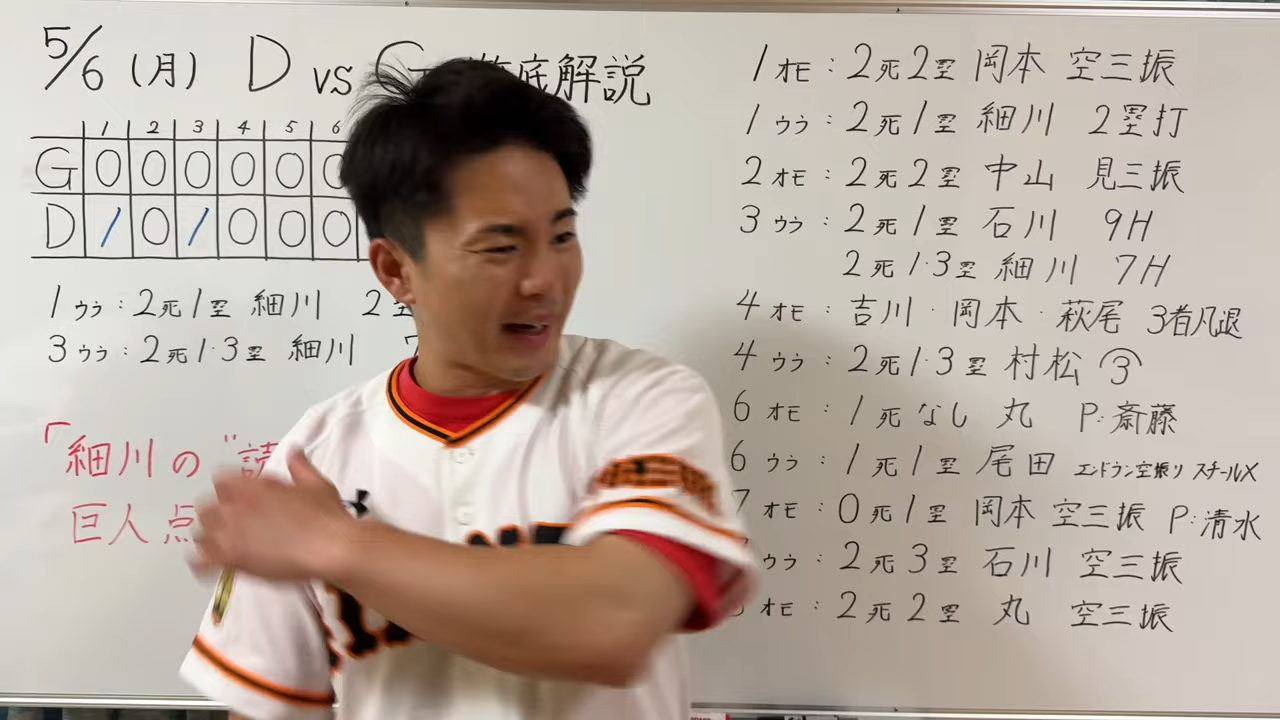 5/6 (月) D vs G 徹底解説
1 2 3 4 5 6
G 0 0 0 0 0 0
D 1 0 1 0 0 0
1ウラ:2死1塁 細川 2
3ウラ:2死1・3塁 細川 7
「細川の"読
巨人点
1オモ:2死2塁 岡本 空三振
1ウラ:2死1塁 細川 2塁打
2オモ:2死2塁 中山 見三振
3ウラ:2死1塁 石川 9H
2死1・3塁 細川 7H
4オモ:吉川・岡本・萩尾 3者凡退
4ウラ:2死1・3塁 村松 3
6オモ:1死なし 丸 P:斎藤
6ウラ:1死1塁 尾田 エンドラン空振り スチールX
7オモ:0死1塁 岡本 空三振 P:清水
ウラ:2死3塁 石川 空三振
オモ:2死2塁 丸 空三振